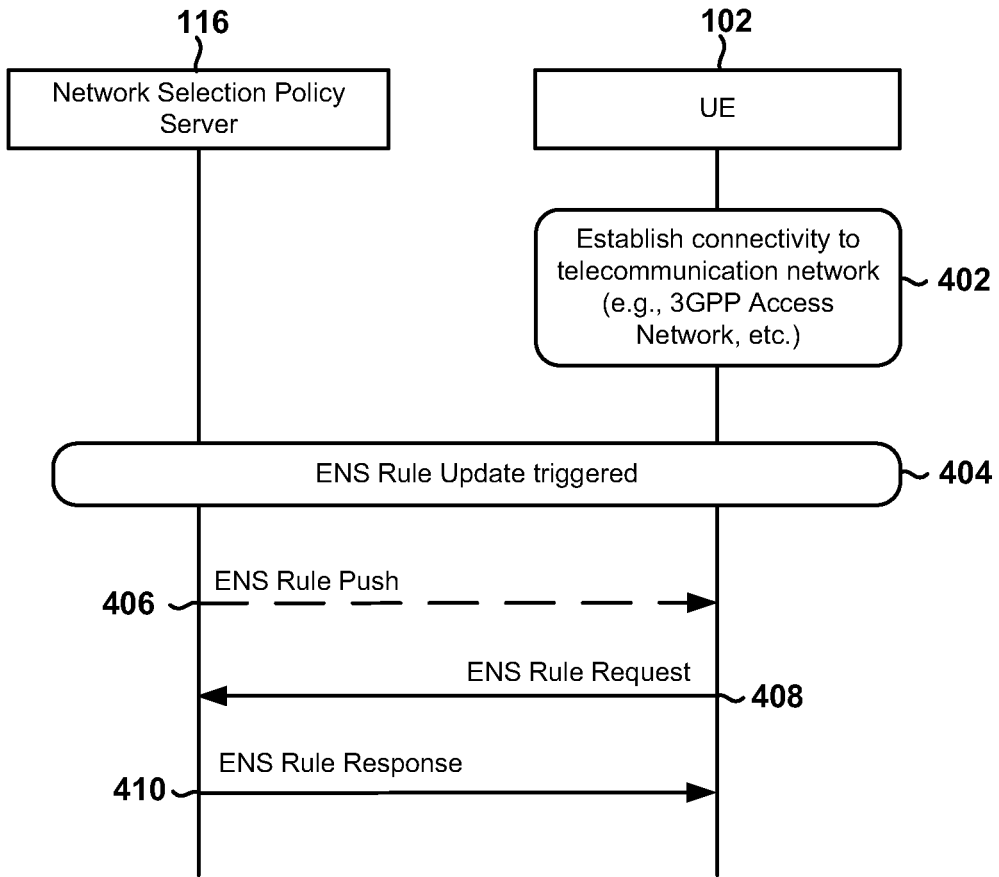 116
102
Network Selection Policy
Server
UE
Establish connectivity to
telecommunication network
(e.g., 3GPP Access
Network, etc.)
402
ENS Rule Update triggered
404
ENS Rule Push
406
ENS Rule Request
408
ENS Rule Response
410